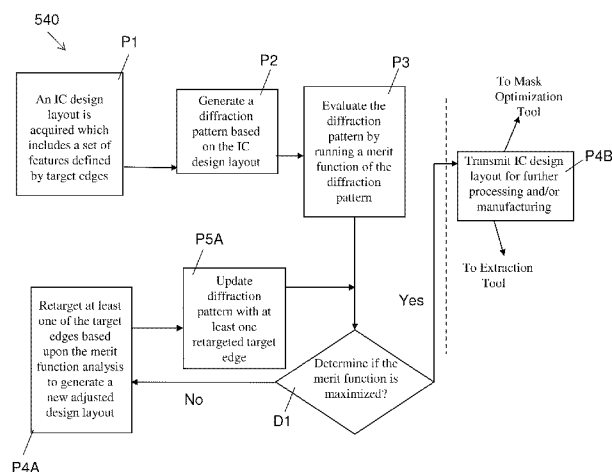 540
P1
An IC design
layout is
acquired which
includes a set of
features defined
by target edges
P2
Generate a
diffraction
pattern based on
the IC design
layout
P3
Evaluate the
diffraction
pattern by
running a merit
function of the
diffraction
pattern
To Mask
Optimization
Tool
Transmit IC design
layout for further
processing and/or
manufacturing
P4B
To Extraction
Tool
P5A
Update
diffraction
pattern with at
least one
retargeted target
edge
Yes
Retarget at least
one of the target
edges based
upon the merit
function analysis
to generate a
new adjusted
design layout
P4A
No
Determine if the
merit function is
maximized?
D1